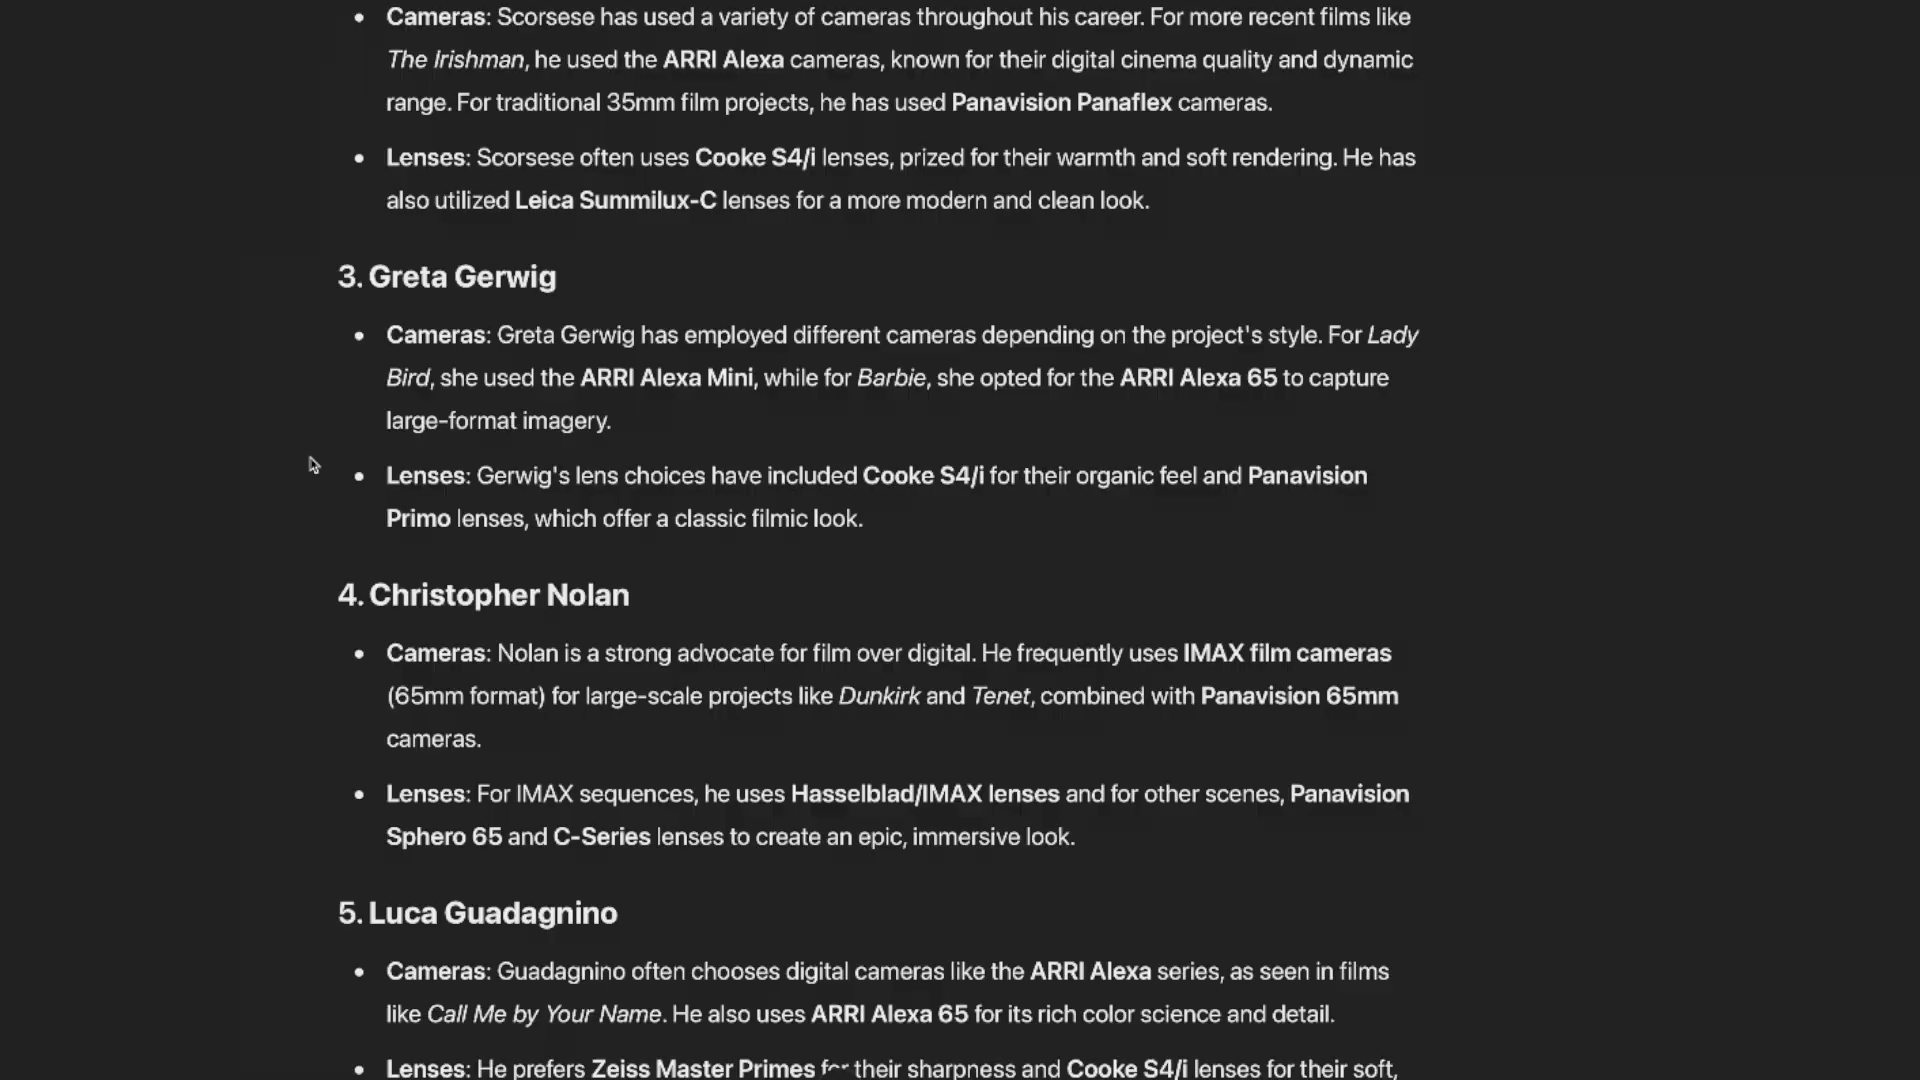 • Cameras: Scorsese has used a variety of cameras throughout his career. For more recent films like
The Irishman, he used the ARRI Alexa cameras, known for their digital cinema quality and dynamic
range. For traditional 35mm film projects, he has used Panavision Panaflex cameras.
• Lenses: Scorsese often uses Cooke S4/i lenses, prized for their warmth and soft rendering. He has
also utilized Leica Summilux-C lenses for a more modern and clean look.
3. Greta Gerwig
• Cameras: Greta Gerwig has employed different cameras depending on the project's style. For Lady
Bird, she used the ARRI Alexa Mini, while for Barbie, she opted for the ARRI Alexa 65 to capture
large-format imagery.
• Lenses: Gerwig's lens choices have included Cooke S4/i for their organic feel and Panavision
Primo lenses, which offer a classic filmic look.
4. Christopher Nolan
• Cameras: Nolan is a strong advocate for film over digital. He frequently uses IMAX film cameras
(65mm format) for large-scale projects like Dunkirk and Tenet, combined with Panavision 65mm
cameras.
• Lenses: For IMAX sequences, he uses Hasselblad/IMAX lenses and for other scenes, Panavision
Sphero 65 and C-Series lenses to create an epic, immersive look.
5. Luca Guadagnino
• Cameras: Guadagnino often chooses digital cameras like the ARRI Alexa series, as seen in films
like Call Me by Your Name. He also uses ARRI Alexa 65 for its rich color science and detail.
• Lenses: He prefers Zeiss Master Primes for their sharpness and Cooke S4/i lenses for their soft,